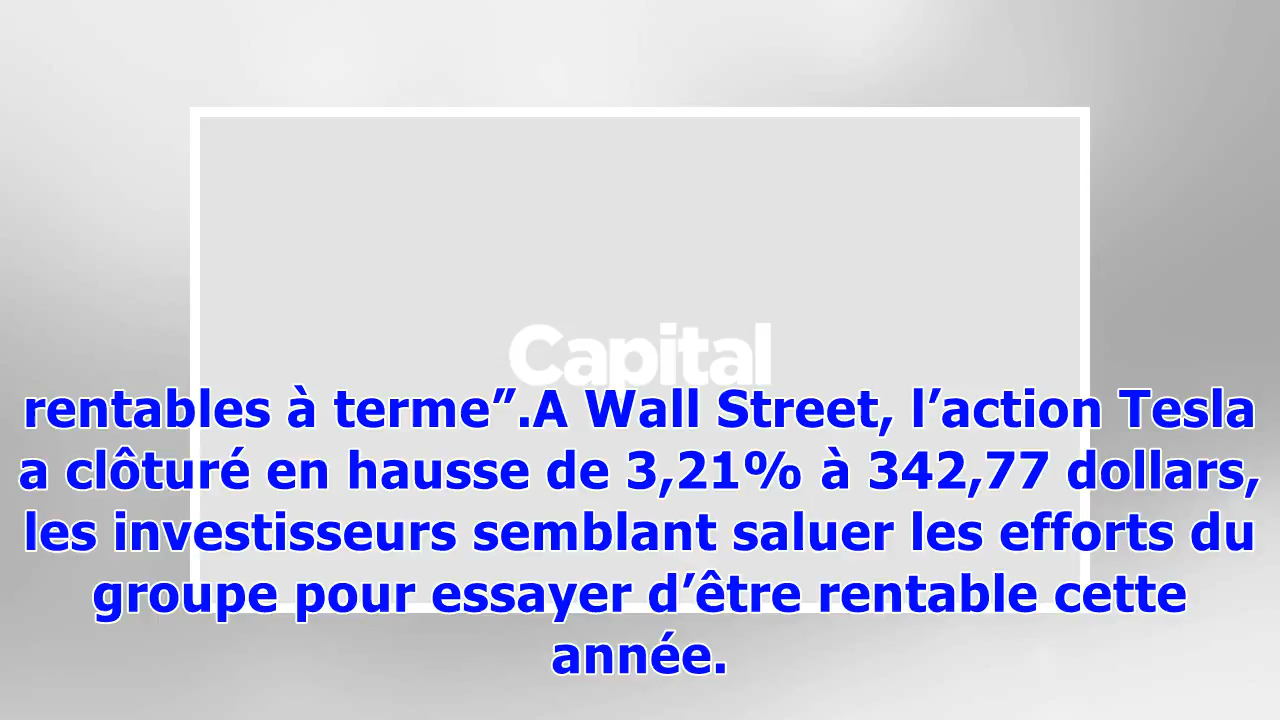 Capital
rentables à terme”.A Wall Street, l’action Tesla
a clôturé en hausse de 3,21% à 342,77 dollars,
les investisseurs semblant saluer les efforts du
groupe pour essayer d’être rentable cette
année.